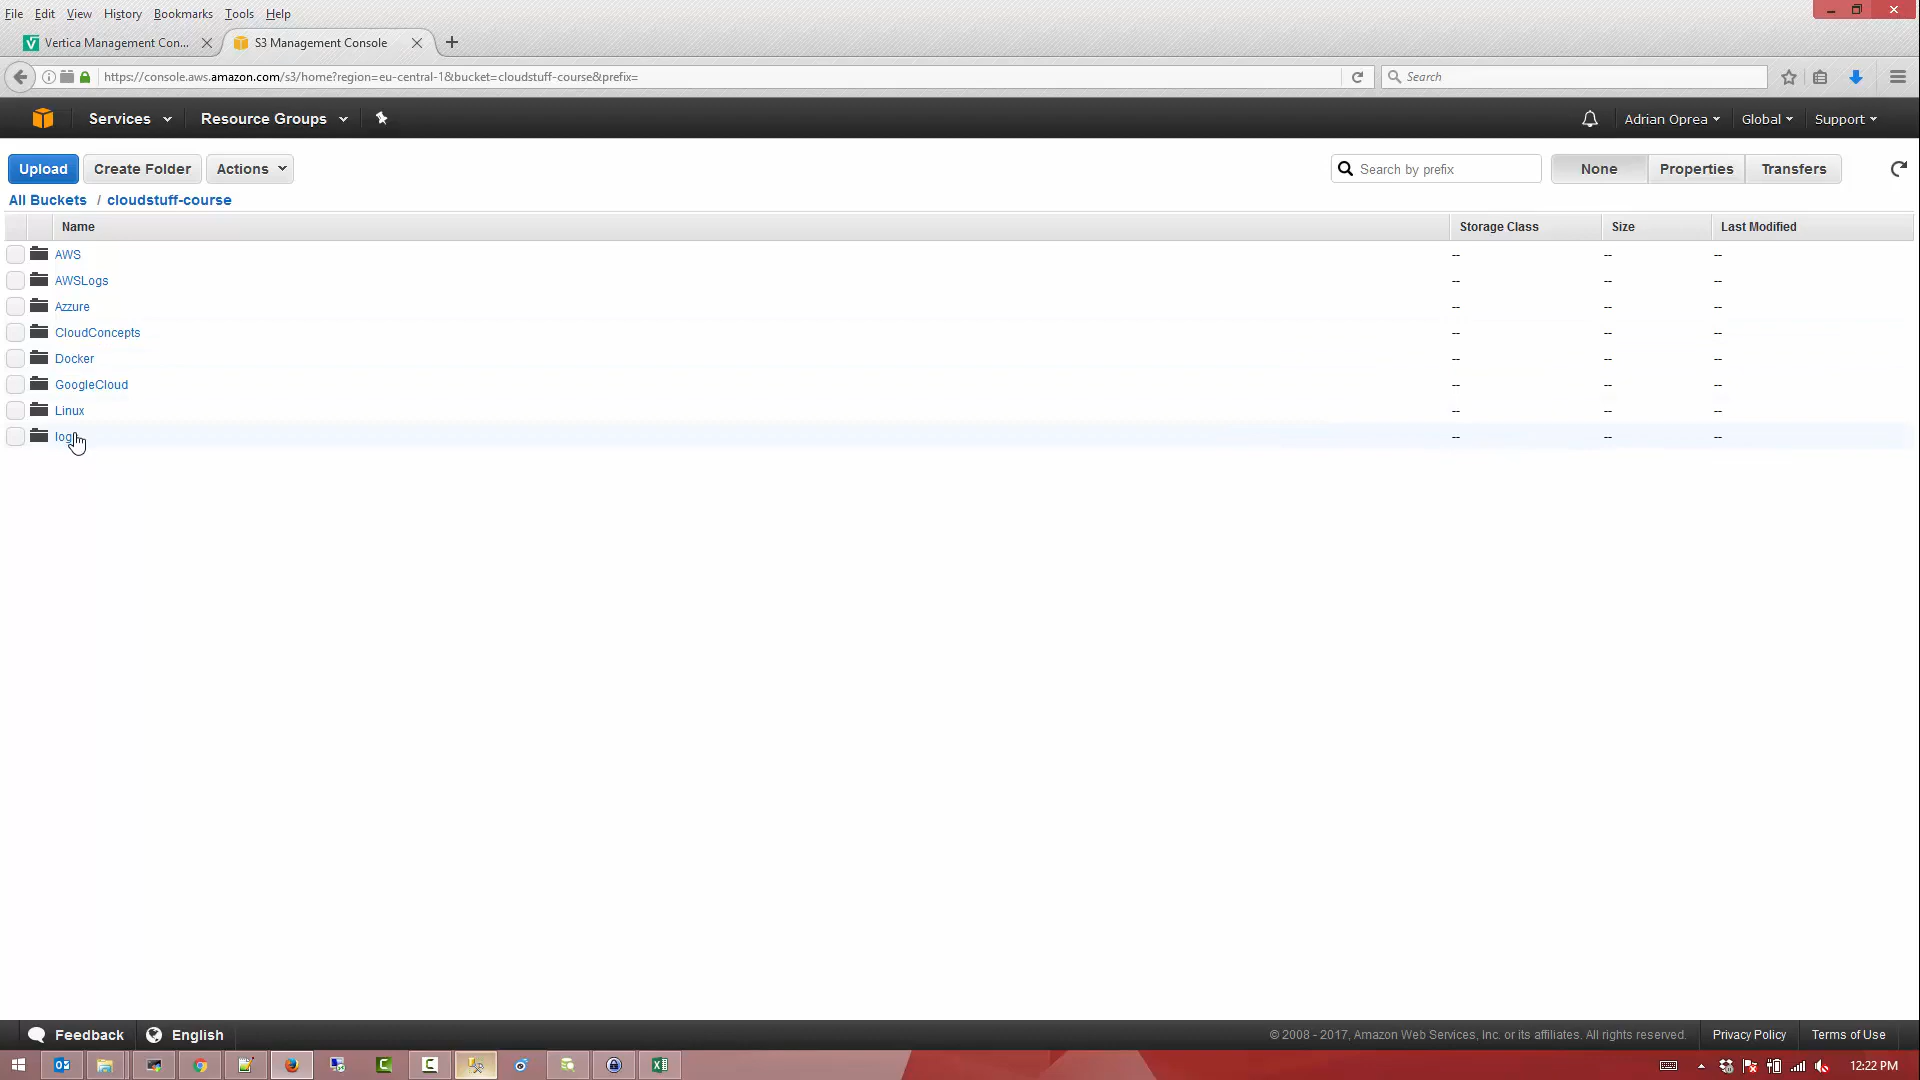 File Edit View History Bookmarks Tools Help
Vertica Management Con...
S3 Management Console
https://console.aws.amazon.com/s3/home?region=eu-central-1&bucket=cloudstuff-course&prefix=
Search
Services
Resource Groups
Adrian Oprea
Global
Support
Upload
Create Folder
Actions
Search by prefix
None
Properties
Transfers
All Buckets / cloudstuff-course
Name Storage Class Size Last Modified
AWS -- -- --
AWSLogs -- -- --
Azzure -- -- --
CloudConcepts -- -- --
Docker -- -- --
GoogleCloud -- -- --
Linux -- -- --
-- -- --
Feedback
English
© 2008 - 2017, Amazon Web Services, Inc. or its affiliates. All rights reserved.
Privacy Policy
Terms of Use
12:22 PM